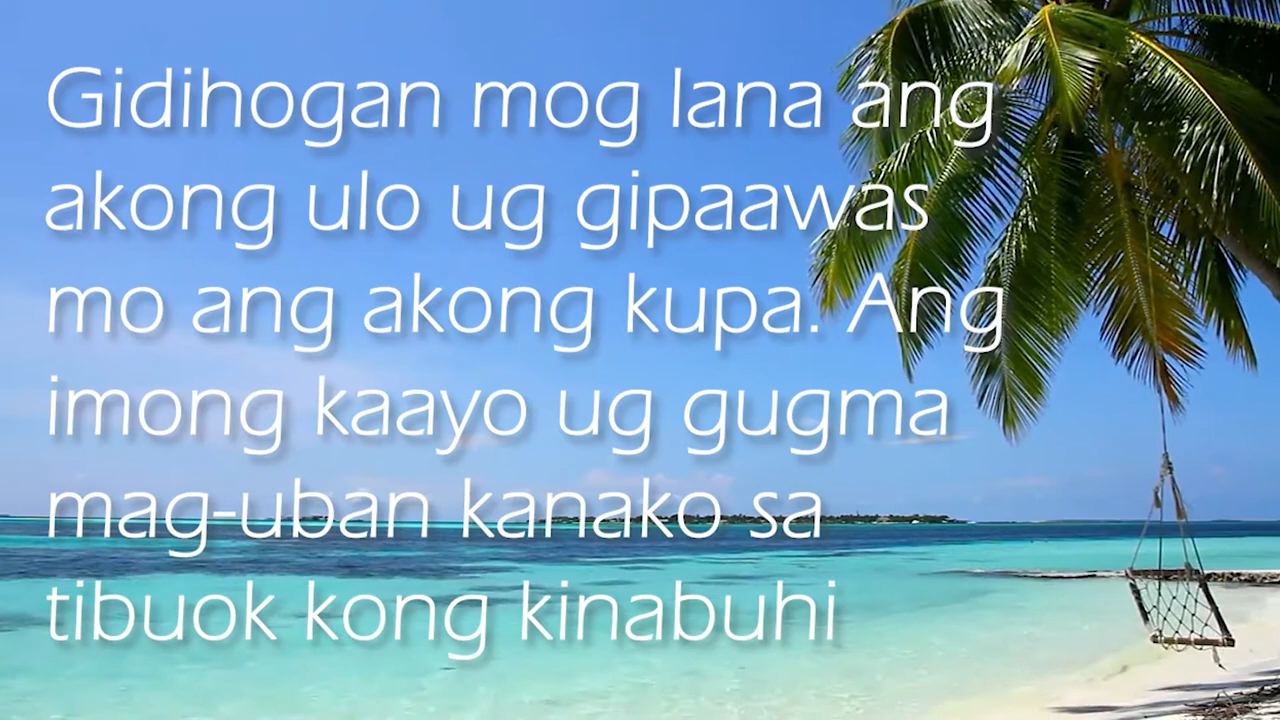 Gidihogan mog lana ang
akong ulo ug gipaawas
mo ang akong kupa. Ang
imong kaayo ug gugma
mag-uban kanako sa
tibuok kong kinabuhi